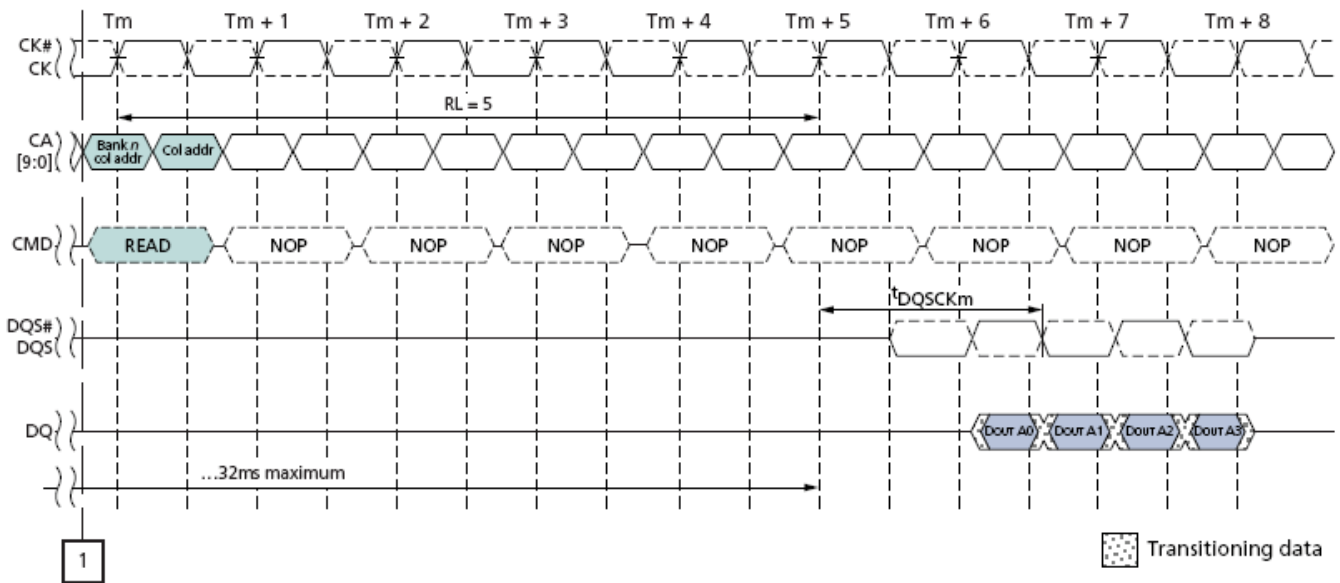 Tm Tm + 1 Tm + 2 Tm + 3 Tm + 4 Tm + 5 Tm + 6 Tm + 7 Tm + 8
CK#
CK
RL = 5
CA
[9:0]
Bank n
col addr
Col addr
CMD READ NOP NOP NOP NOP NOP NOP NOP NOP
tDQSCKm
DQS#
DQS
DQ DOUT A0 DOUT A1 DOUT A2 DOUT A3
...32ms maximum
1
Transitioning data